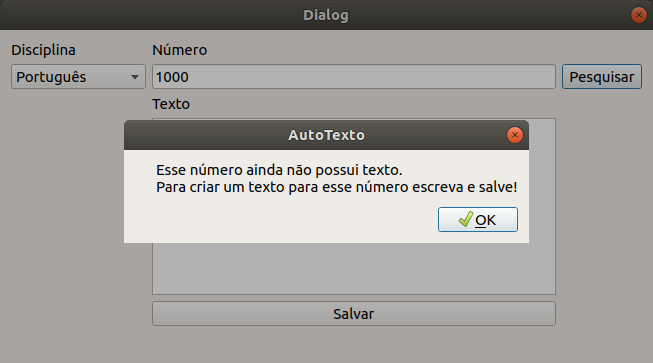 Dialog
Disciplina
Número
Português
1000
Pesquisar
Texto
AutoTexto
Esse número ainda não possui texto.
Para criar um texto para esse número escreva e salve!
OK
Salvar